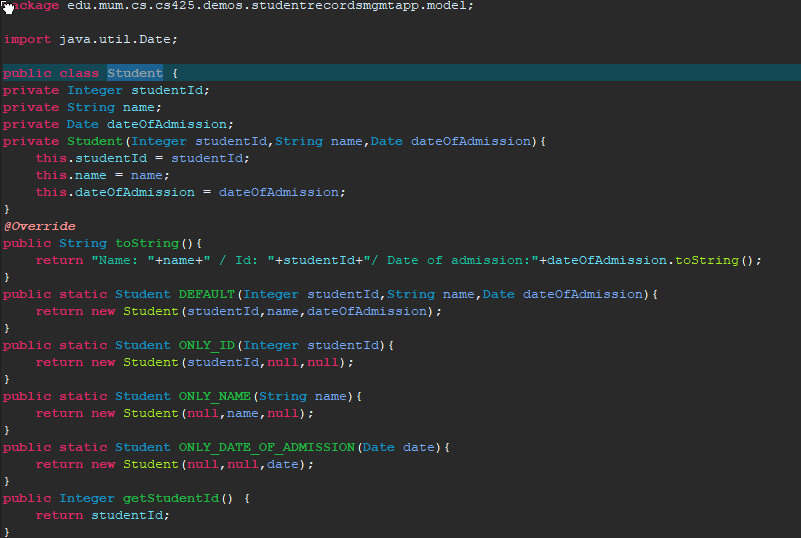 package edu.mum.cs.cs425.demos.studentrecordsmgmtapp.model;
import java.util.Date;
public class Student {
private Integer studentId;
private String name;
private Date dateOfAdmission;
private Student(Integer studentId,String name,Date dateOfAdmission){
this.studentId = studentId;
this.name = name;
this.dateOfAdmission = dateOfAdmission;
}
@Override
public String toString(){
return "Name: "+name+" / Id: "+studentId+"/ Date of admission:"+dateOfAdmission.toString();
}
public static Student DEFAULT(Integer studentId,String name,Date dateOfAdmission){
return new Student(studentId,name,dateOfAdmission);
}
public static Student ONLY_ID(Integer studentId){
return new Student(studentId,null,null);
}
public static Student ONLY_NAME(String name){
return new Student(null,name,null);
}
public static Student ONLY_DATE_OF_ADMISSION(Date date){
return new Student(null,null,date);
}
public Integer getStudentId() {
return studentId;
}